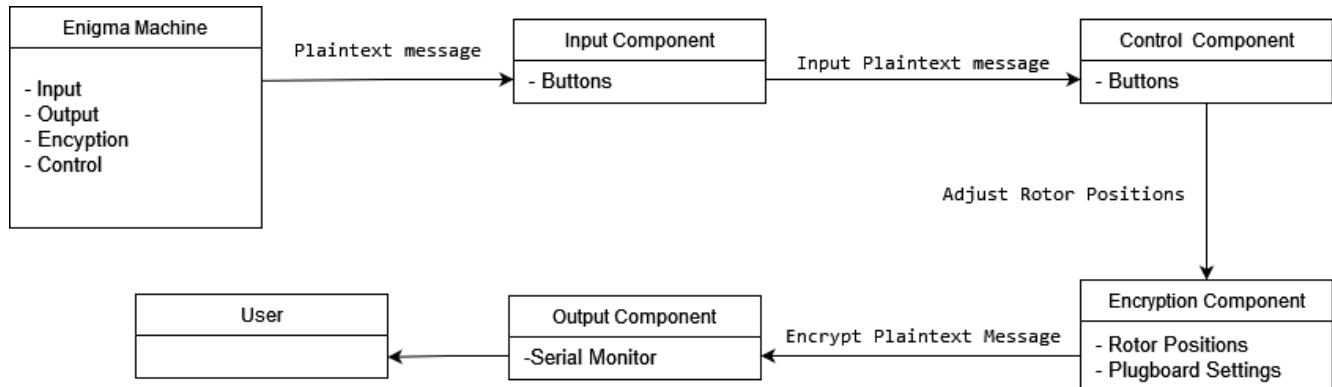 Enigma Machine
- Input
- Output
- Encyption
- Control
Plaintext message
Input Component
- Buttons
Input Plaintext message
Control Component
- Buttons
Adjust Rotor Positions
Encryption Component
- Rotor Positions
- Plugboard Settings
Encrypt Plaintext Message
Output Component
-Serial Monitor
User